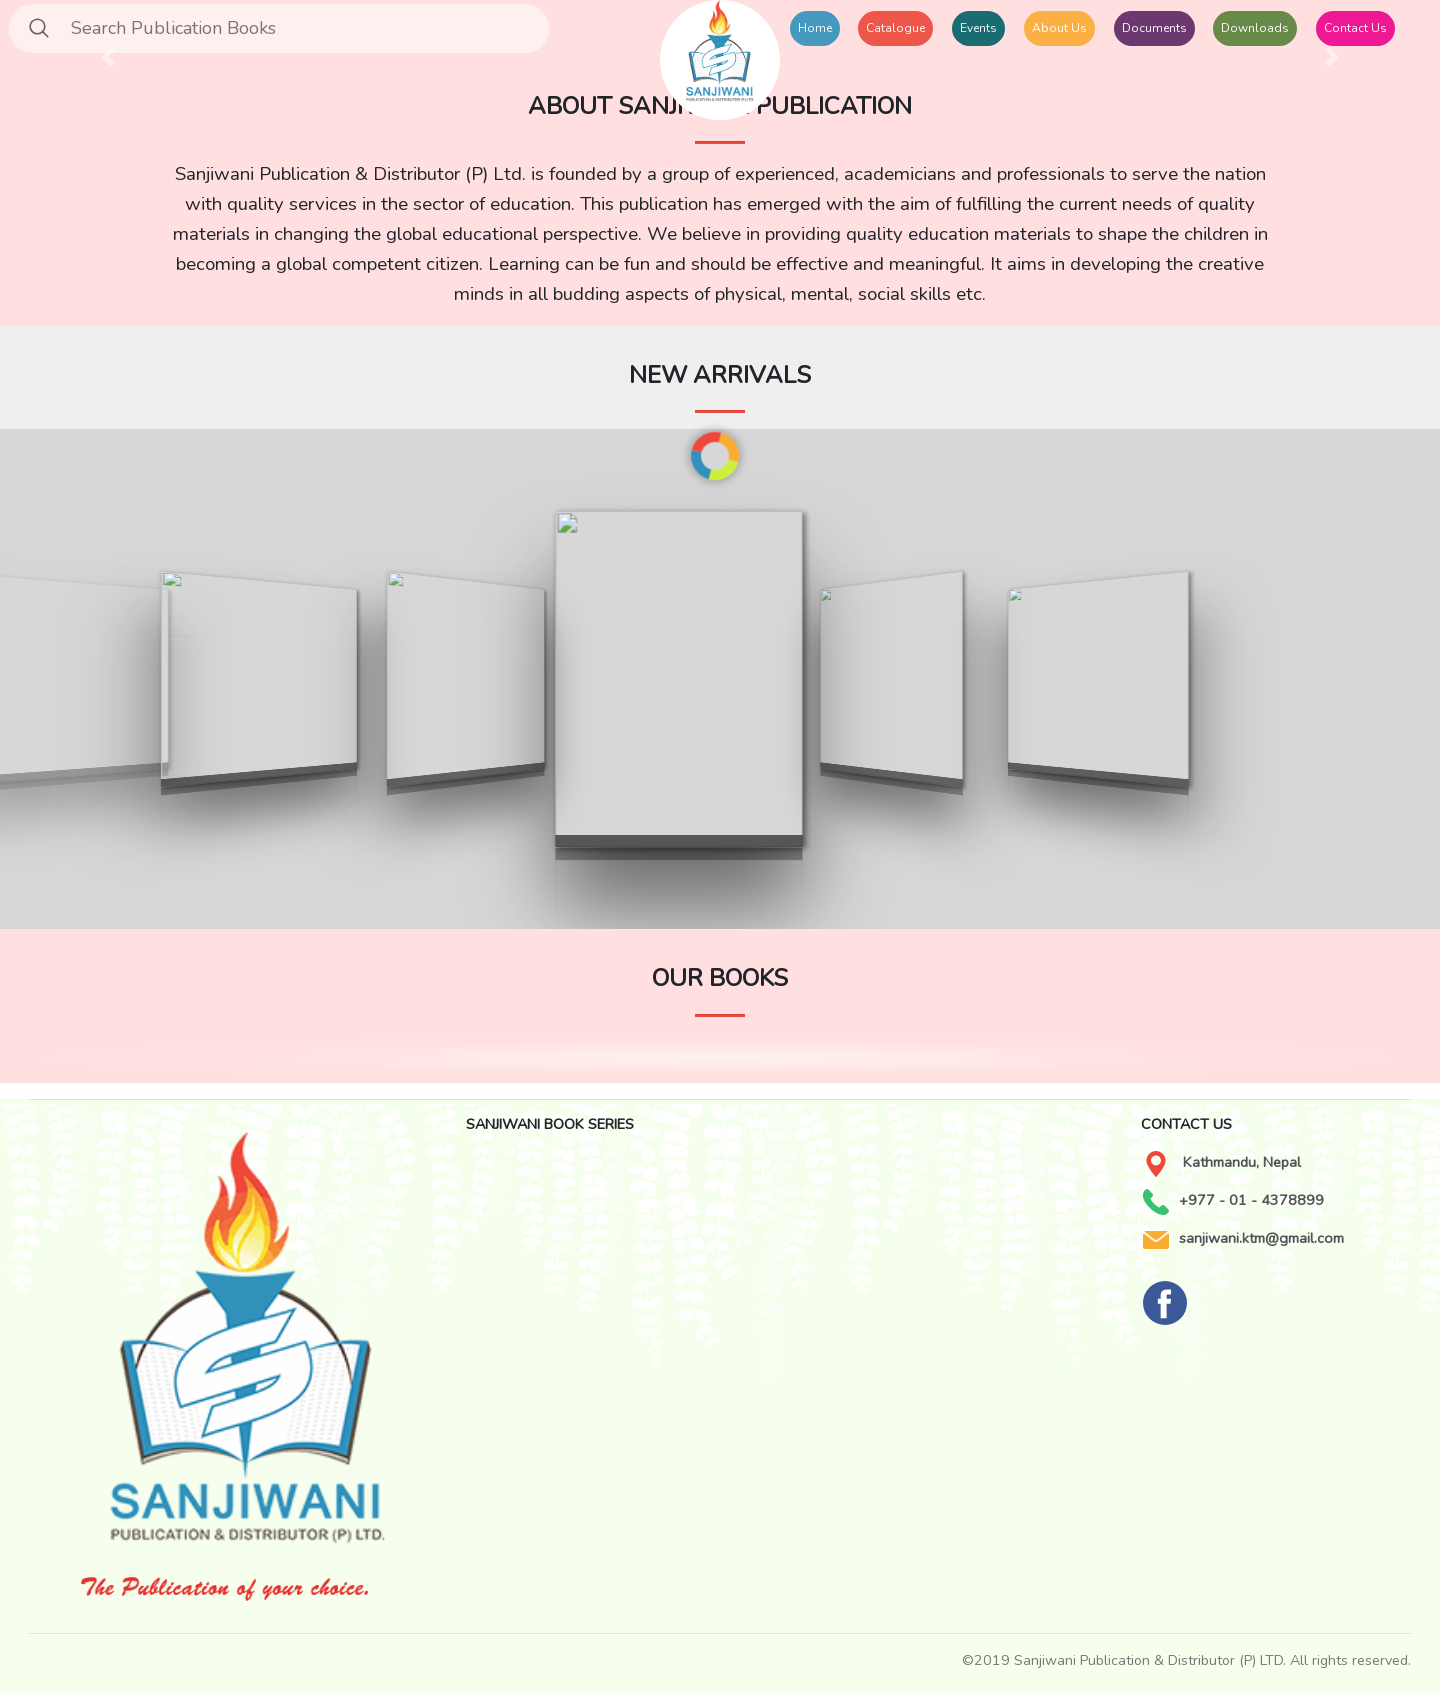 Search Publication Books
SANJIWANI
PUBLICATION & DISTRIBUTOR (P) LTD.
Home
Catalogue
Events
About Us
Documents
Downloads
Contact Us
ABOUT SANJI PUBLICATION
Sanjiwani Publication & Distributor (P) Ltd. is founded by a group of experienced, academicians and professionals to serve the nation
with quality services in the sector of education. This publication has emerged with the aim of fulfilling the current needs of quality
materials in changing the global educational perspective. We believe in providing quality education materials to shape the children in
becoming a global competent citizen. Learning can be fun and should be effective and meaningful. It aims in developing the creative
minds in all budding aspects of physical, mental, social skills etc.
NEW ARRIVALS
OUR BOOKS
SANJIWANI
PUBLICATION & DISTRIBUTOR (P) LTD.
The Publication of your choice.
SANJIWANI BOOK SERIES
CONTACT US
Kathmandu, Nepal
+977 - 01 - 4378899
sanjiwani.ktm@gmail.com
©2019 Sanjiwani Publication & Distributor (P) LTD. All rights reserved.